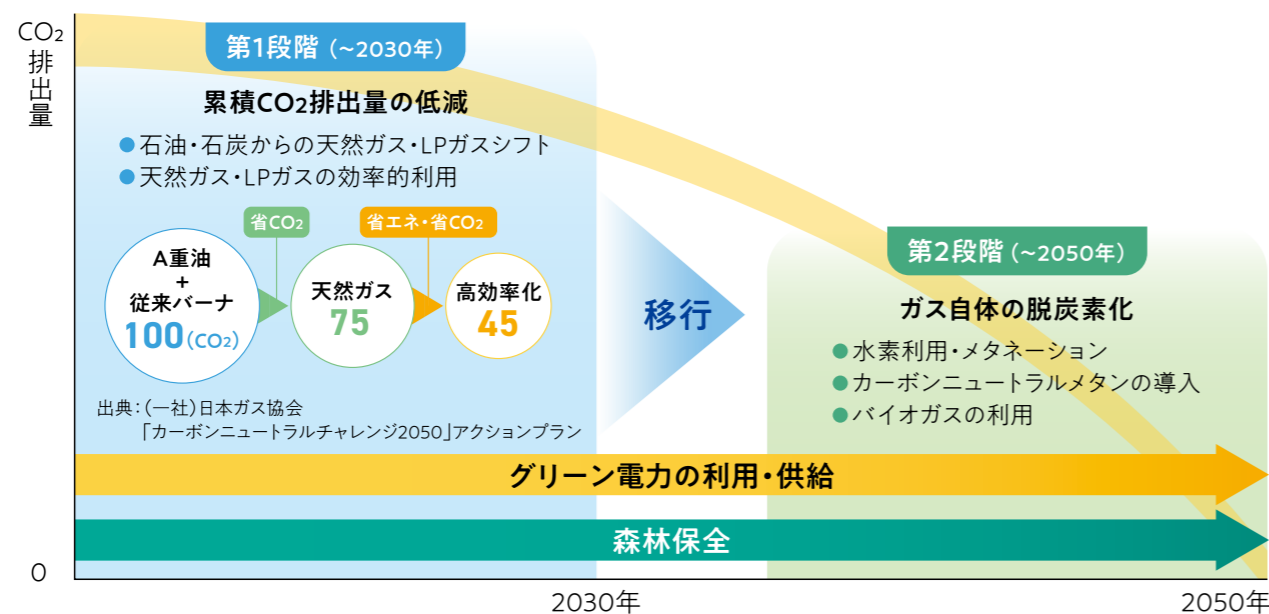 CO₂
排出量
第1段階（~2030年）
累積CO₂排出量の低減
●石油・石炭からの天然ガス・LPガスシフト
●天然ガス・LPガスの効率的利用
省CO₂
省エネ・省CO₂
A重油
+
従来バーナ
100(CO₂)
天然ガス
75
高効率化
45
出典：（一社）日本ガス協会
「カーボンニュートラルチャレンジ2050」アクションプラン
移行
第2段階（~2050年）
ガス自体の脱炭素化
●水素利用・メタネーション
●カーボンニュートラルメタンの導入
●バイオガスの利用
グリーン電力の利用・供給
森林保全
0
2030年
2050年